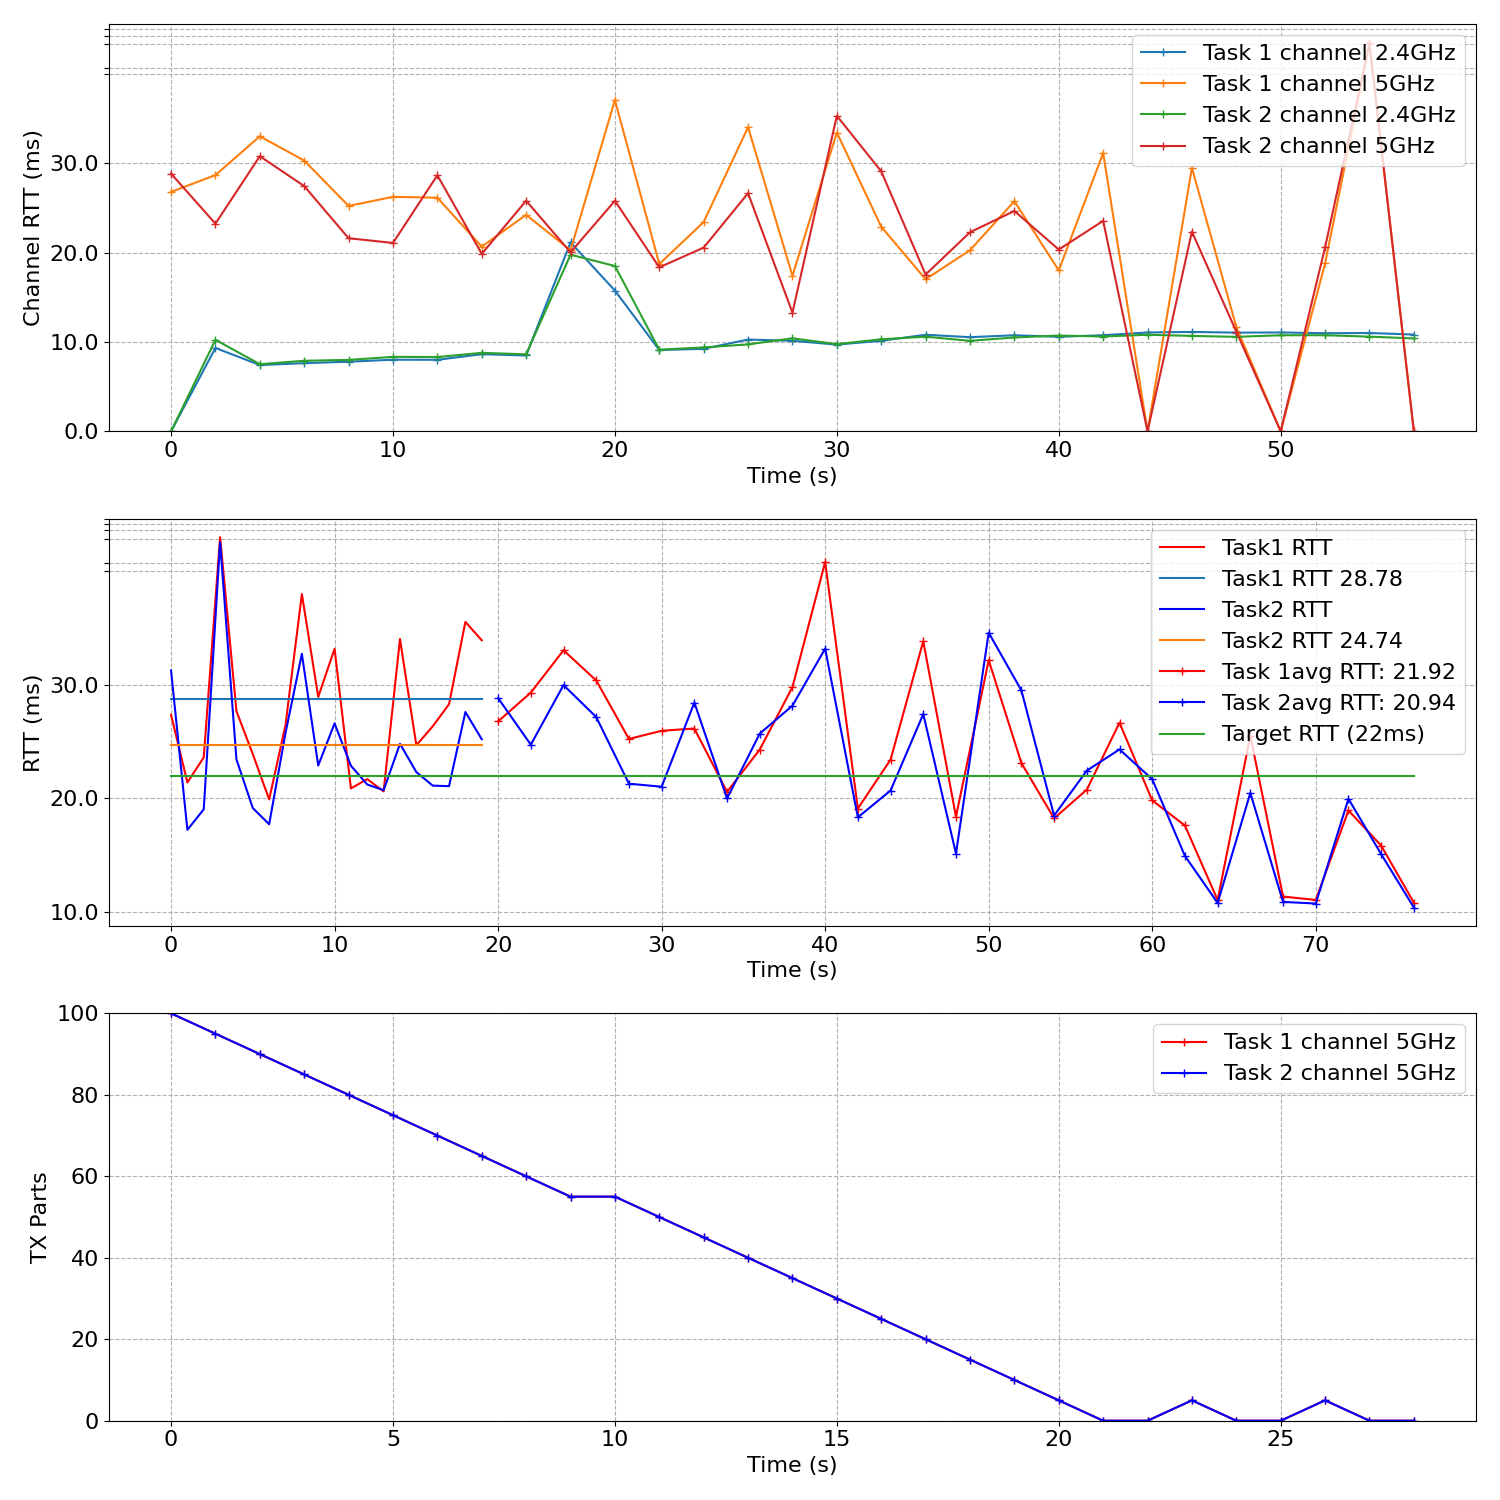 Channel RTT (ms)
30.0
20.0
10.0
0.0
Task 1 channel 2.4GHz
Task 1 channel 5GHz
Task 2 channel 2.4GHz
Task 2 channel 5GHz
0 10 20 30 40 50
Time (s)
RTT (ms)
30.0
20.0
10.0
Task1 RTT
Task1 RTT 28.78
Task2 RTT
Task2 RTT 24.74
Task 1avg RTT: 21.92
Task 2avg RTT: 20.94
Target RTT (22ms)
0 10 20 30 40 50 60 70
Time (s)
TX Parts
100
80
60
40
20
0
Task 1 channel 5GHz
Task 2 channel 5GHz
0 5 10 15 20 25
Time (s)